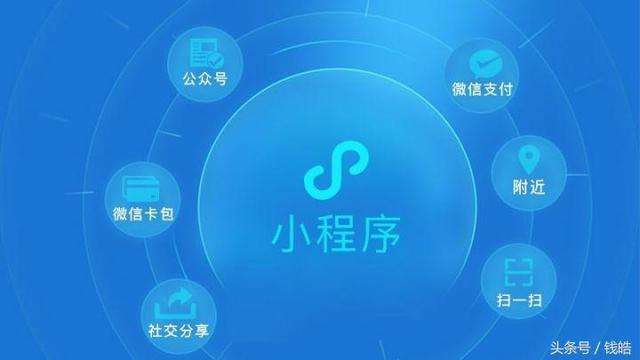 公众号
微信支付
微信卡包
小程序
附近
社交分享
扫一扫
头条号 / 钱皓